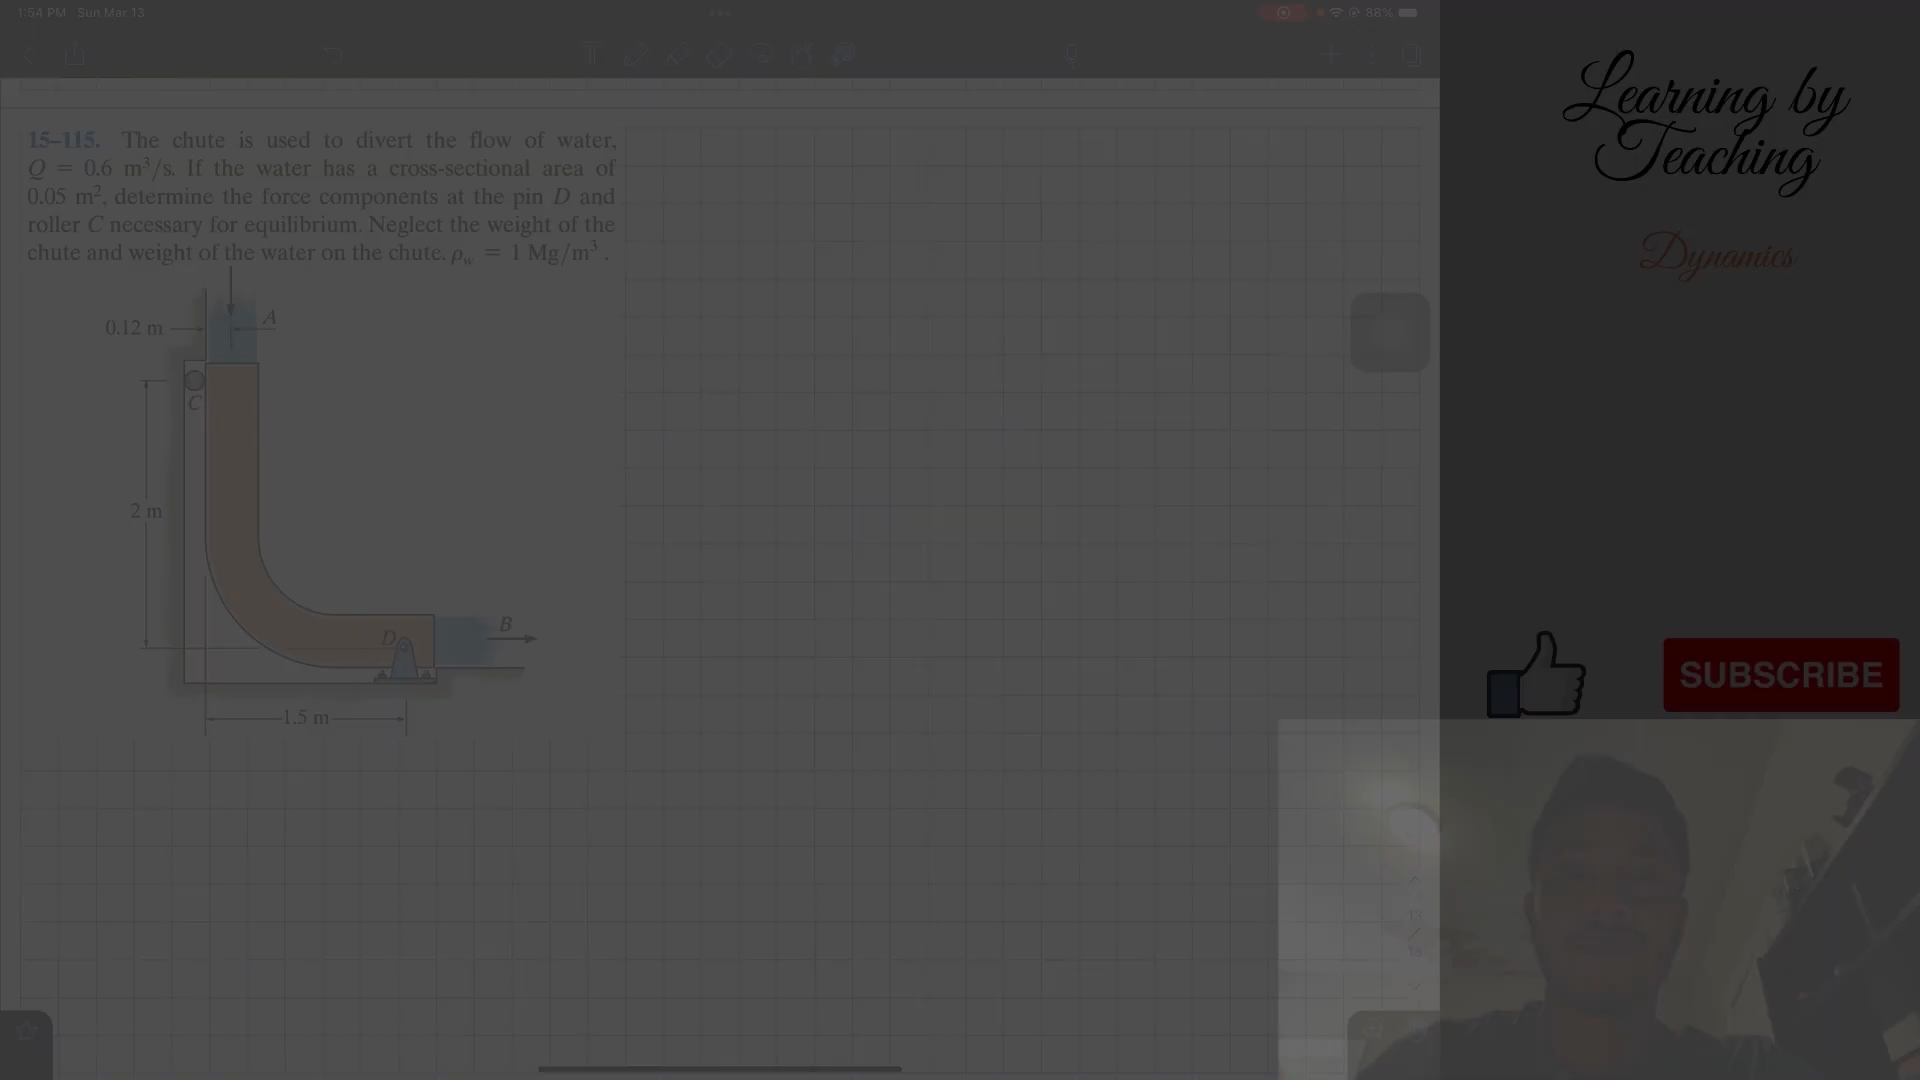 1:54 PM Sun Mar 13
88%
Learning by
Teaching
Dynamics
15–115. The chute is used to divert the flow of water,
Q = 0.6 m³/s. If the water has a cross-sectional area of
0.05 m², determine the force components at the pin D and
roller C necessary for equilibrium. Neglect the weight of the
chute and weight of the water on the chute. ρw = 1 Mg/m³.
0.12 m
A
C
2 m
D
B
1.5 m
SUBSCRIBE
13